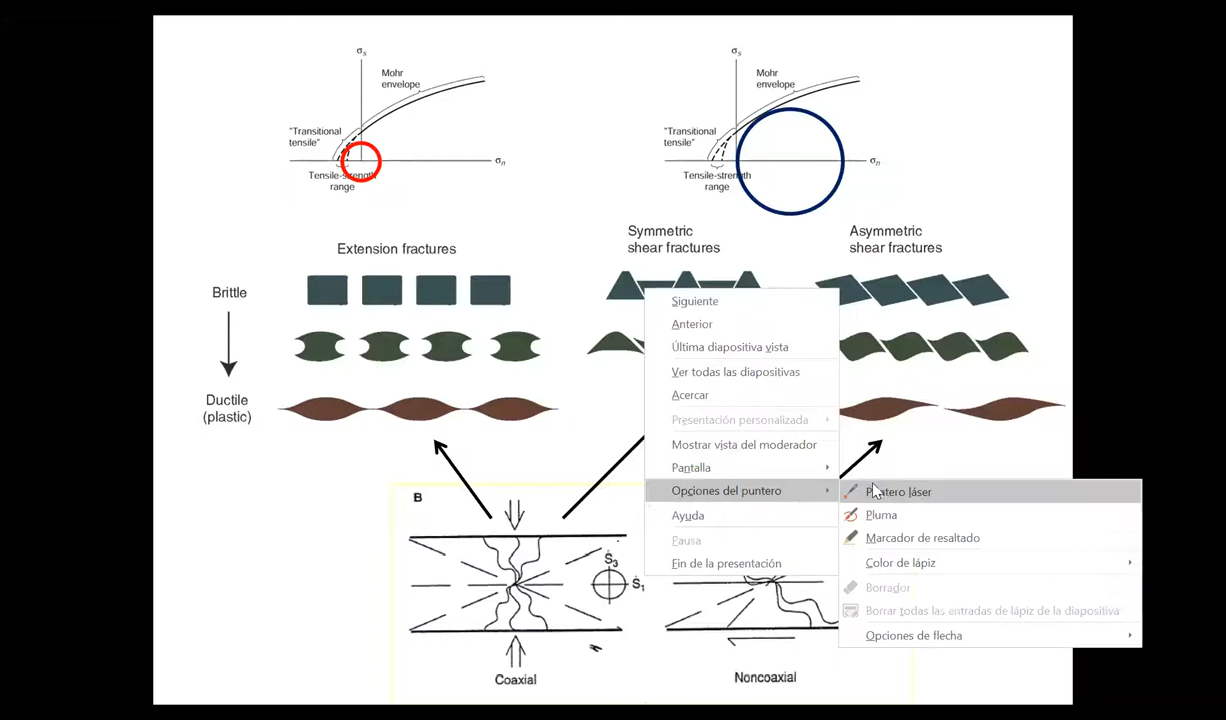 σs
Mohr
envelope
"Transitional
tensile"
σn
Tensile-strength
range
σs
Mohr
envelope
"Transitional
tensile"
σn
Tensile-strength
range
Extension fractures
Symmetric
shear fractures
Asymmetric
shear fractures
Brittle
Ductile
(plastic)
Siguiente
Anterior
Última diapositiva vista
Ver todas las diapositivas
Acercar
Presentación personalizada
Mostrar vista del moderador
Pantalla
Opciones del puntero
Ayuda
Pausa
Fin de la presentación
Puntero láser
Pluma
Marcador de resaltado
Color de lápiz
Borrador
Borrar todas las entradas de lápiz de la diapositiva
Opciones de flecha
B
Ṡ3
Ṡ1
Coaxial
Noncoaxial